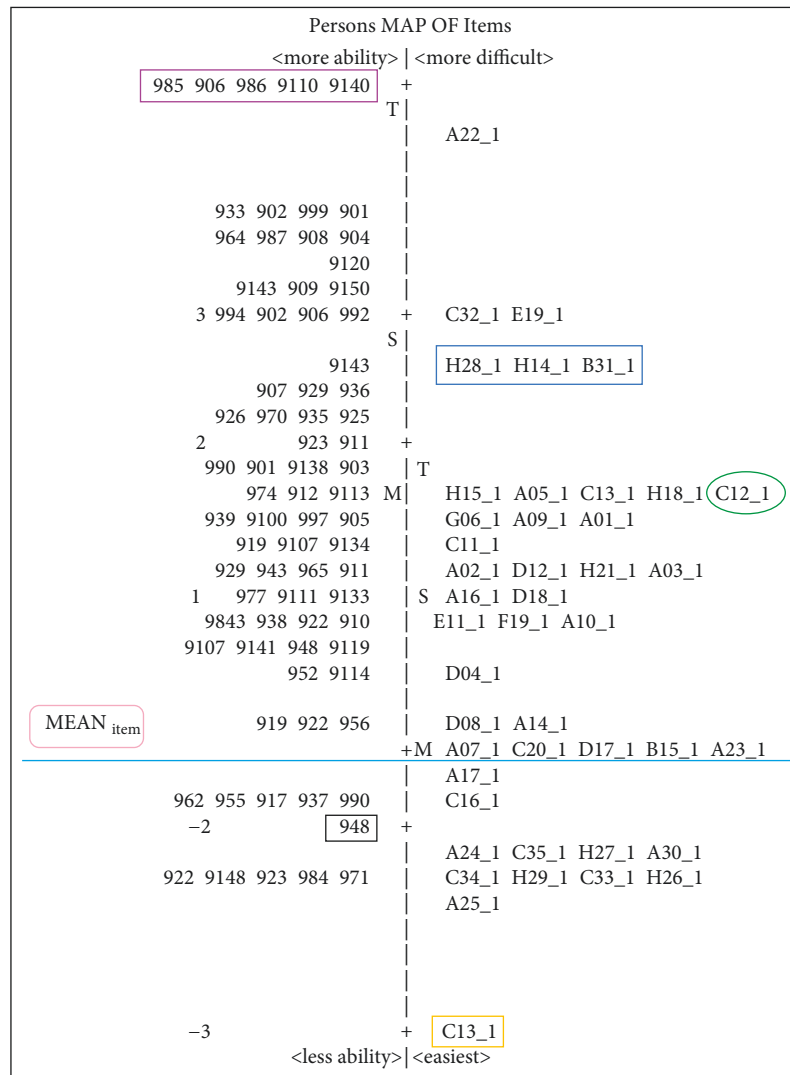 Persons MAP OF Items
<more ability> | <more difficult>
985 906 986 9110 9140 +
T|
| A22_1
|
|
933 902 999 901 |
964 987 908 904 |
9120 |
9143 909 9150 |
3 994 902 906 992 + C32_1 E19_1
S|
9143 | H28_1 H14_1 B31_1
907 929 936 |
926 970 935 925 |
2 923 911 +
990 901 9138 903 | T
974 912 9113 M| H15_1 A05_1 C13_1 H18_1 C12_1
939 9100 997 905 | G06_1 A09_1 A01_1
919 9107 9134 | C11_1
929 943 965 911 | A02_1 D12_1 H21_1 A03_1
1 977 9111 9133 | S A16_1 D18_1
9843 938 922 910 | E11_1 F19_1 A10_1
9107 9141 948 9119 |
952 9114 | D04_1
|
MEAN item 919 922 956 | D08_1 A14_1
+M A07_1 C20_1 D17_1 B15_1 A23_1
| A17_1
962 955 917 937 990 | C16_1
−2 948 +
| A24_1 C35_1 H27_1 A30_1
922 9148 923 984 971 | C34_1 H29_1 C33_1 H26_1
| A25_1
|
|
|
|
−3 + C13_1
<less ability>| <easiest>